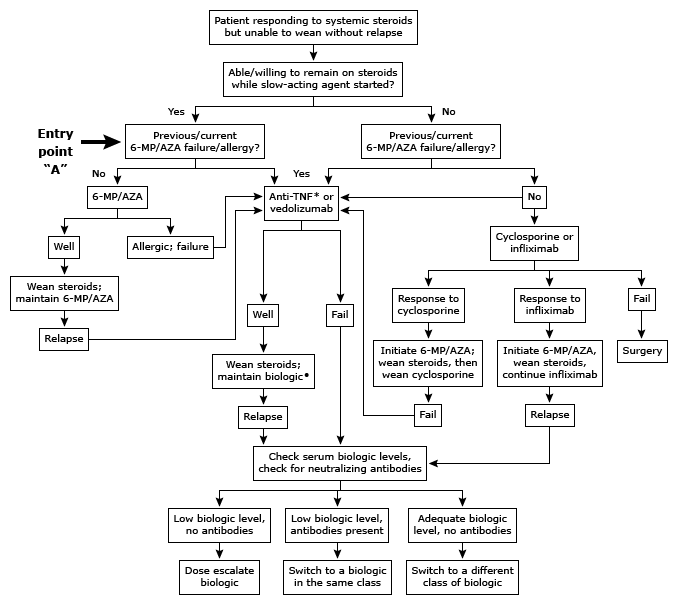 Patient responding to systemic steroids
but unable to wean without relapse
Able/willing to remain on steroids
while slow-acting agent started?
Yes
No
Entry
point
“A”
Previous/current
6-MP/AZA failure/allergy?
Previous/current
6-MP/AZA failure/allergy?
No
Yes
6-MP/AZA
Anti-TNF* or
vedolizumab
No
Well
Allergic; failure
Cyclosporine or
infliximab
Wean steroids;
maintain 6-MP/AZA
Response to
cyclosporine
Response to
infliximab
Fail
Relapse
Well
Fail
Initiate 6-MP/AZA;
wean steroids, then
wean cyclosporine
Initiate 6-MP/AZA,
wean steroids,
continue infliximab
Surgery
Wean steroids;
maintain biologic•
Relapse
Fail
Relapse
Check serum biologic levels,
check for neutralizing antibodies
Low biologic level,
no antibodies
Low biologic level,
antibodies present
Adequate biologic
level, no antibodies
Dose escalate
biologic
Switch to a biologic
in the same class
Switch to a different
class of biologic